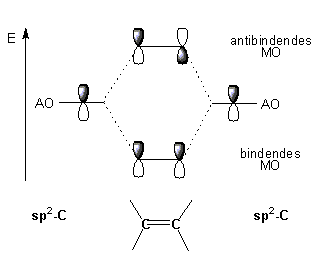 E
antibindendes
MO
AO
AO
bindendes
MO
sp²-C
C=C
sp²-C